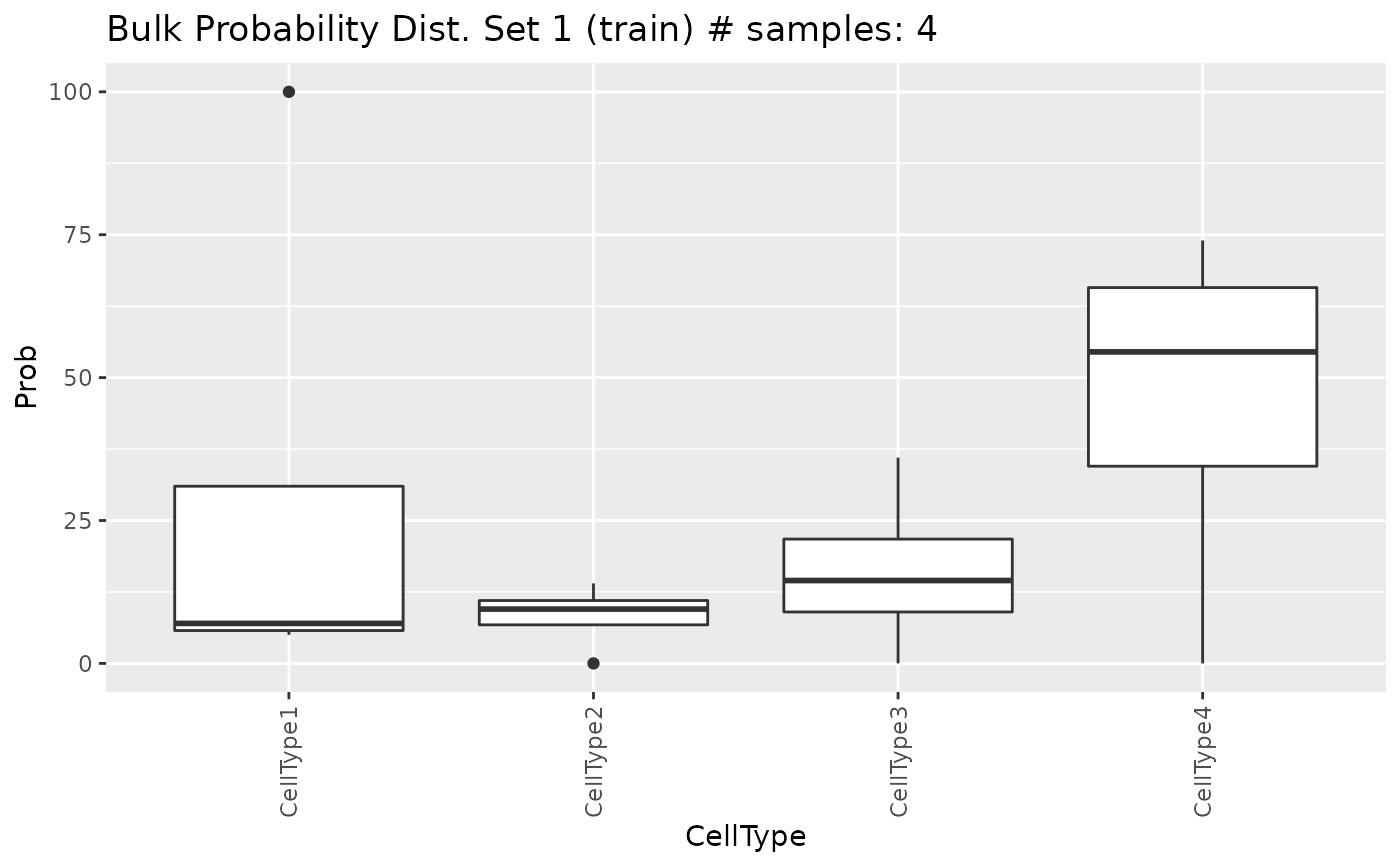 Bulk Probability Dist. Set 1 (train) # samples: 4
100
75
50
25
0
Prob
CellType1
CellType2
CellType3
CellType4
CellType